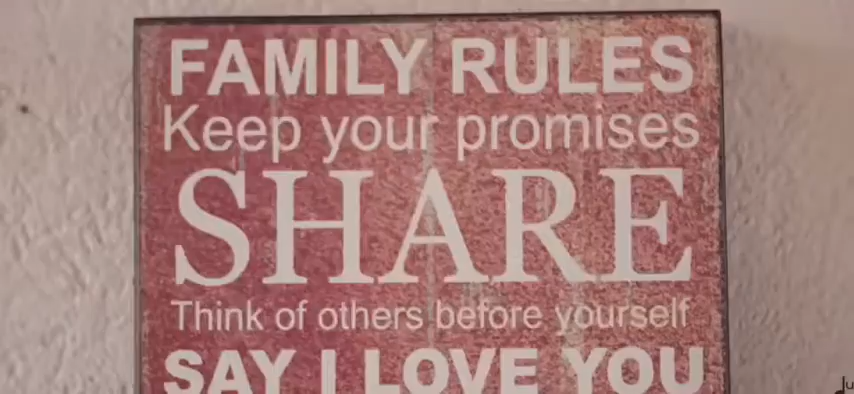 FAMILY RULES
Keep your promises
SHARE
Think of others before yourself
SAY I LOVE YOU